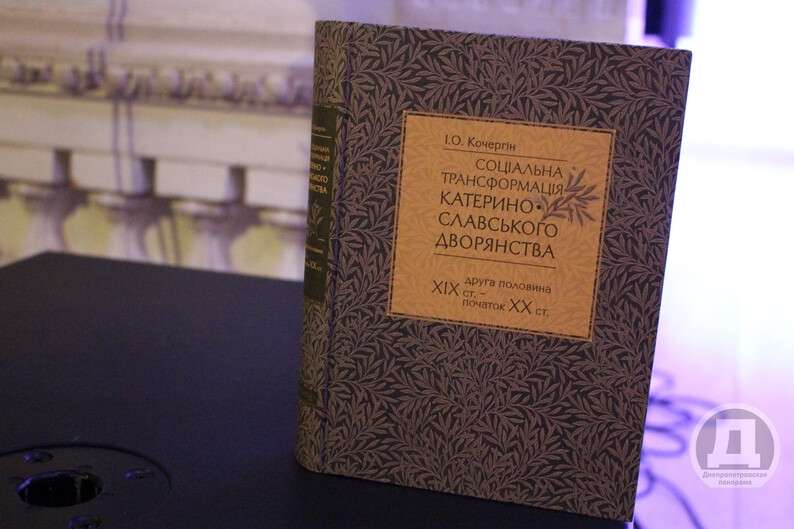 І.О. Кочергін
СОЦІАЛЬНА
ТРАНСФОРМАЦІЯ
КАТЕРИНО•
СЛАВСЬКОГО
ДВОРЯНСТВА
друга половина
XIX ст. –
початок XX ст.
Д
Днепропетровская
панорама